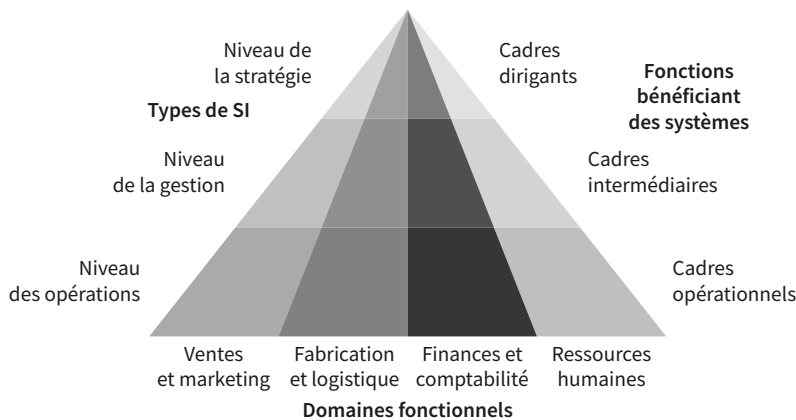 Niveau de
la stratégie
Cadres
dirigants
Fonctions
bénéficiant
des systèmes
Types de SI
Niveau
de la gestion
Cadres
intermédiaires
Niveau
des opérations
Cadres
opérationnels
Ventes
et marketing
Fabrication
et logistique
Finances et
comptabilité
Ressources
humaines
Domaines fonctionnels